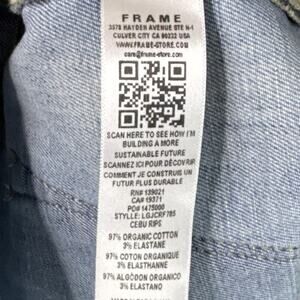 FRAME
3578 HAYDEN AVENUE STE N-1
CULVER CITY CA 90232 USA
WWW.FRAME-STORE.COM
care@frame-store.com
SCAN HERE TO SEE HOW I'M
BUILDING A MORE
SUSTAINABLE FUTURE
SCANNEZ ICI POUR DÉCOUVRIR
COMMENT JE CONSTRUIS UN
FUTUR PLUS DURABLE
RN# 139021
CA# 19371
PO# 1475000
STYLLE: LGJCRF785
CEBU RIPS
97% ORGANIC COTTON
3% ELASTANE
97% COTON ORGANIQUE
3% ELASTHANNE
97% ALGODON ORGANICO
3% ELASTANO